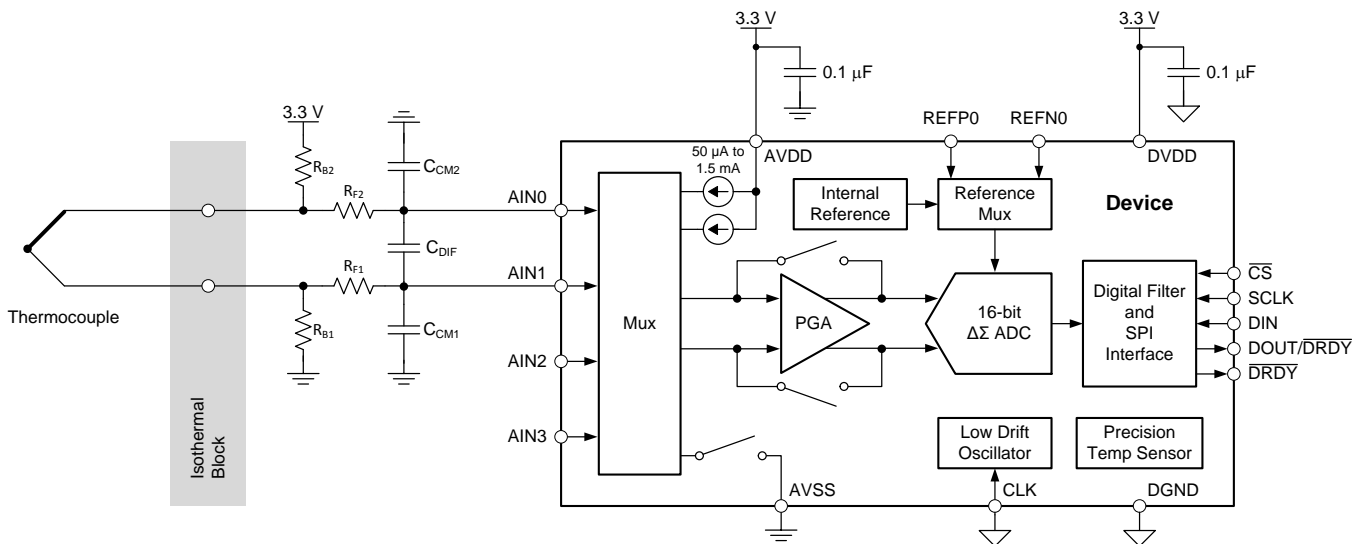 3.3 V
0.1 μF
3.3 V
0.1 μF
3.3 V
REFP0
REFN0
AVDD
DVDD
50 μA to
1.5 mA
R_B2
C_CM2
R_F2
AIN0
Internal
Reference
Reference
Mux
Device
C_DIF
R_F1
AIN1
Thermocouple
R_B1
C_CM1
Mux
PGA
16-bit
ΔΣ ADC
Digital Filter
and
SPI
Interface
C̅S̅
SCLK
DIN
DOUT/D̅R̅D̅Y̅
D̅R̅D̅Y̅
AIN2
AIN3
Isothermal
Block
Low Drift
Oscillator
Precision
Temp Sensor
AVSS
CLK
DGND